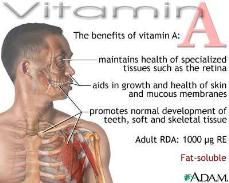 Vitamin A
The benefits of vitamin A:
maintains health of specialized
tissues such as the retina
aids in growth and health of skin
and mucous membranes
promotes normal development of
teeth, soft and skeletal tissue
Adult RDA: 1000 µg RE
Fat-soluble
A.D.A.M.